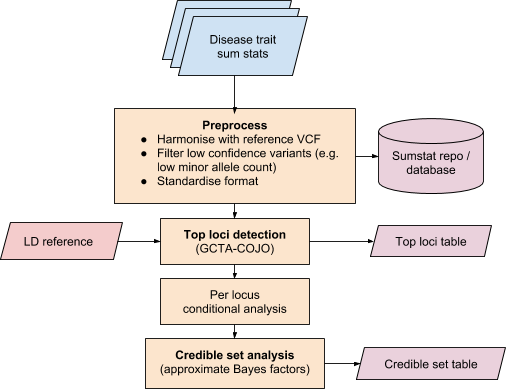 Disease trait
sum stats
Preprocess
● Harmonise with reference VCF
● Filter low confidence variants (e.g.
low minor allele count)
● Standardise format
Sumstat repo /
database
LD reference
Top loci detection
(GCTA-COJO)
Top loci table
Per locus
conditional analysis
Credible set analysis
(approximate Bayes factors)
Credible set table